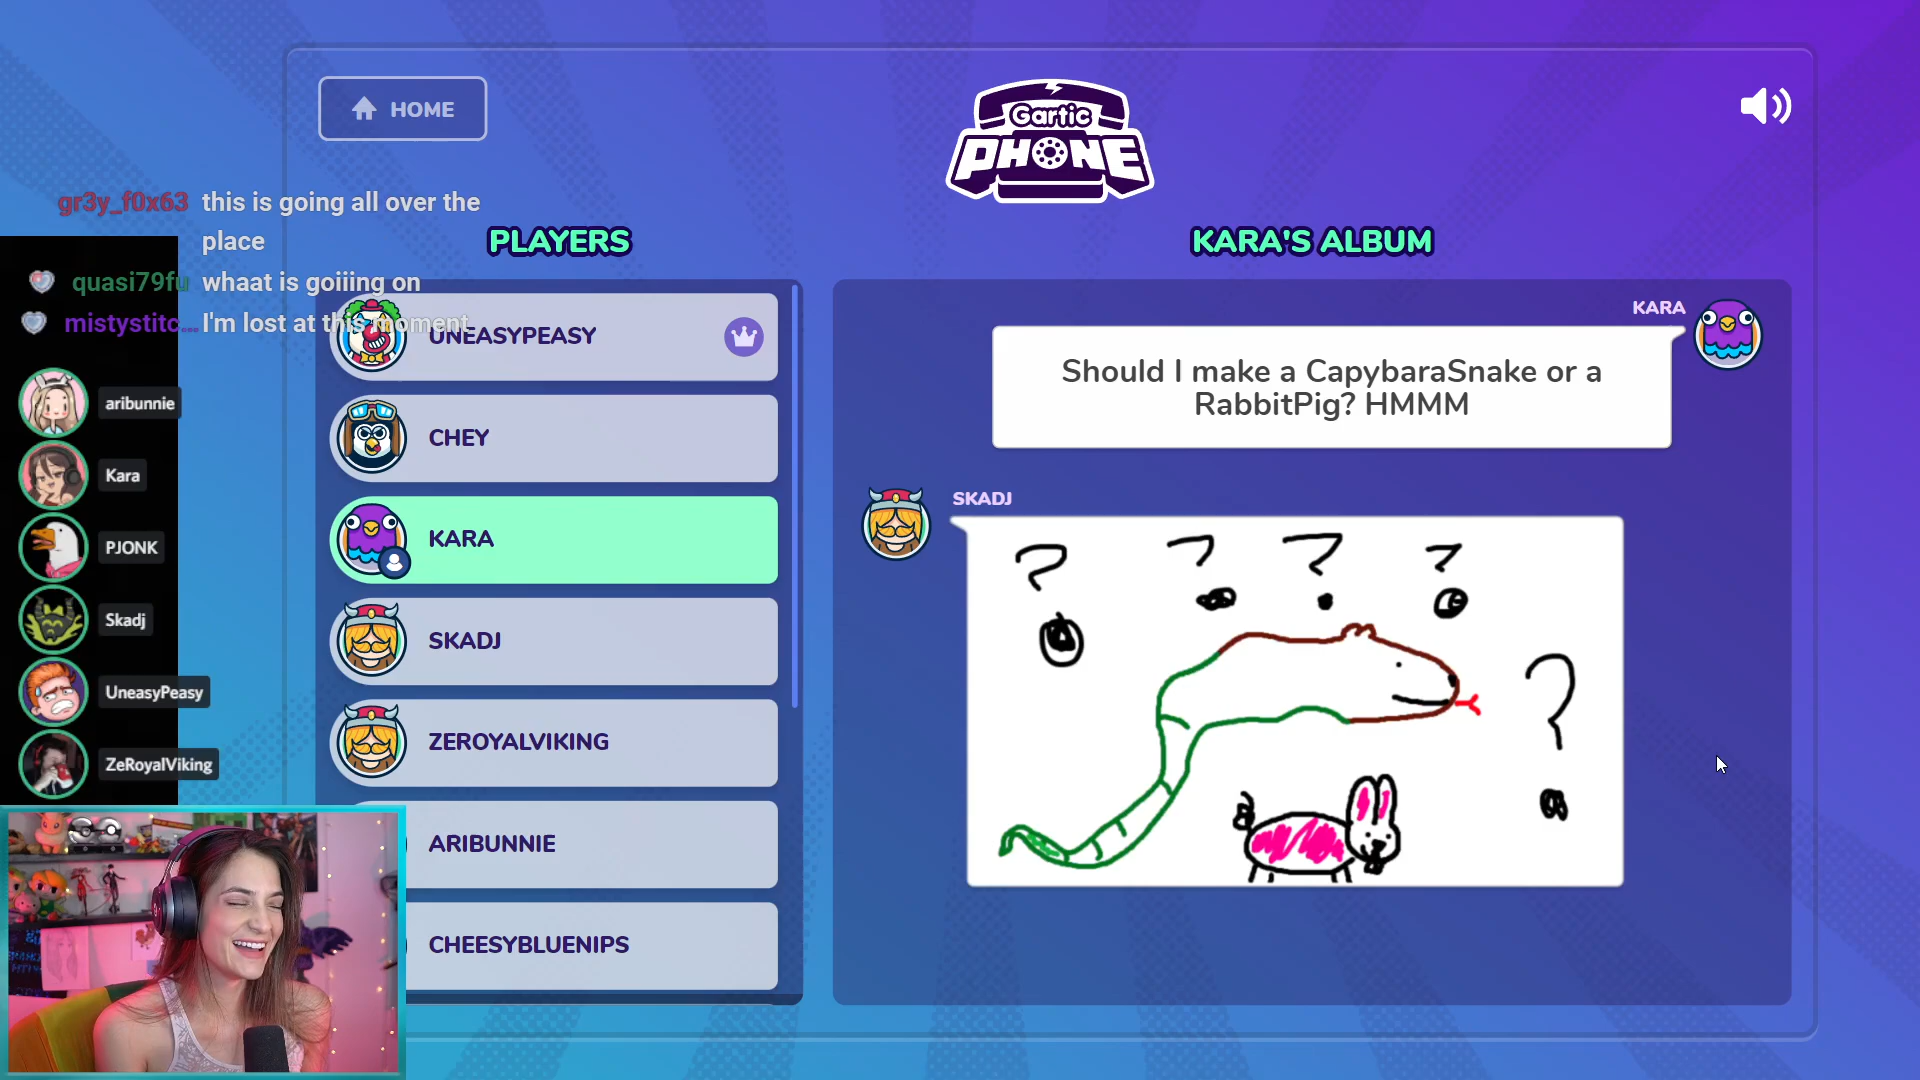 HOME
Gartic
PHONE
gr3y_f0x63 this is going all over the
place
quasi79fu whaat is goiiing on
mistystitc... I'm lost at this moment
PLAYERS
UNEASYPEASY
CHEY
KARA
SKADJ
ZEROYALVIKING
ARIBUNNIE
CHEESYBLUENIPS
aribunnie
Kara
PJONK
Skadj
UneasyPeasy
ZeRoyalViking
KARA'S ALBUM
KARA
Should I make a CapybaraSnake or a
RabbitPig? HMMM
SKADJ
? ? ? ?
?